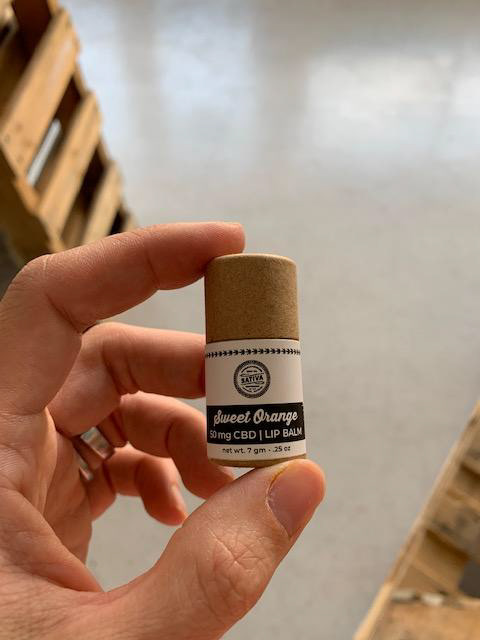 SATIVA
Sweet Orange
50 mg CBD | LIP BALM
net wt. 7 gm - .25 oz